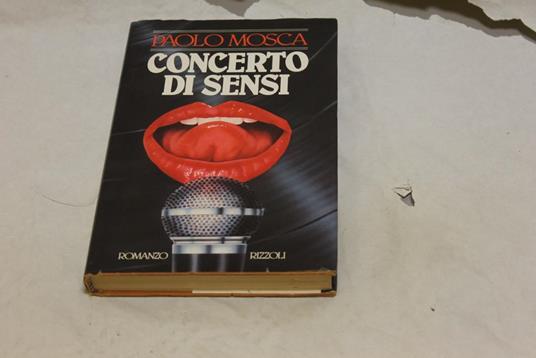 PAOLO MOSCA
CONCERTO
DI SENSI
ROMANZO RIZZOLI